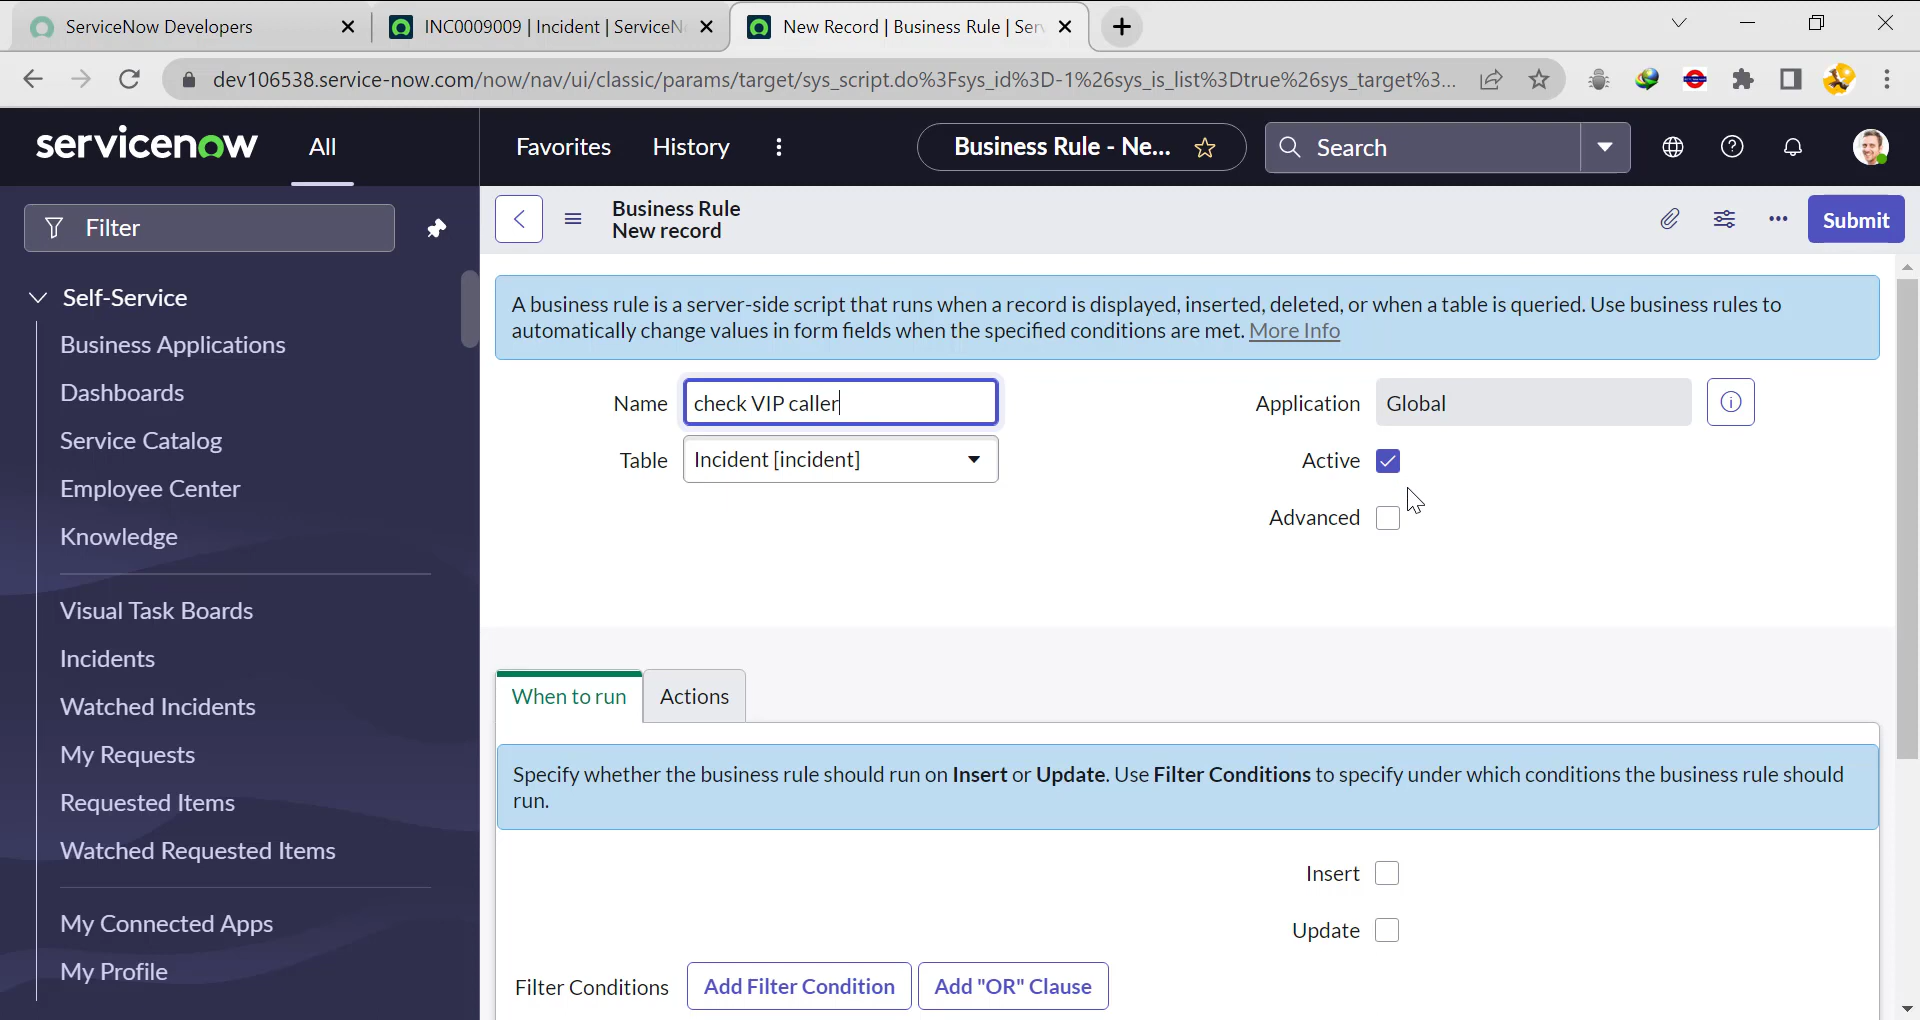 ServiceNow Developers
INC0009009 | Incident | ServiceN
New Record | Business Rule | Ser
dev106538.service-now.com/now/nav/ui/classic/params/target/sys_script.do%3Fsys_id%3D-1%26sys_is_list%3Dtrue%26sys_target%3...
servicenow
All
Favorites
History
Business Rule - Ne...
Search
Filter
Business Rule
New record
Submit
Self-Service
Business Applications
Dashboards
Service Catalog
Employee Center
Knowledge
Visual Task Boards
Incidents
Watched Incidents
My Requests
Requested Items
Watched Requested Items
My Connected Apps
My Profile
A business rule is a server-side script that runs when a record is displayed, inserted, deleted, or when a table is queried. Use business rules to
automatically change values in form fields when the specified conditions are met. More Info
Name check VIP caller
Application Global
Table Incident [incident]
Active
Advanced
When to run
Actions
Specify whether the business rule should run on Insert or Update. Use Filter Conditions to specify under which conditions the business rule should
run.
Insert
Update
Filter Conditions Add Filter Condition Add "OR" Clause